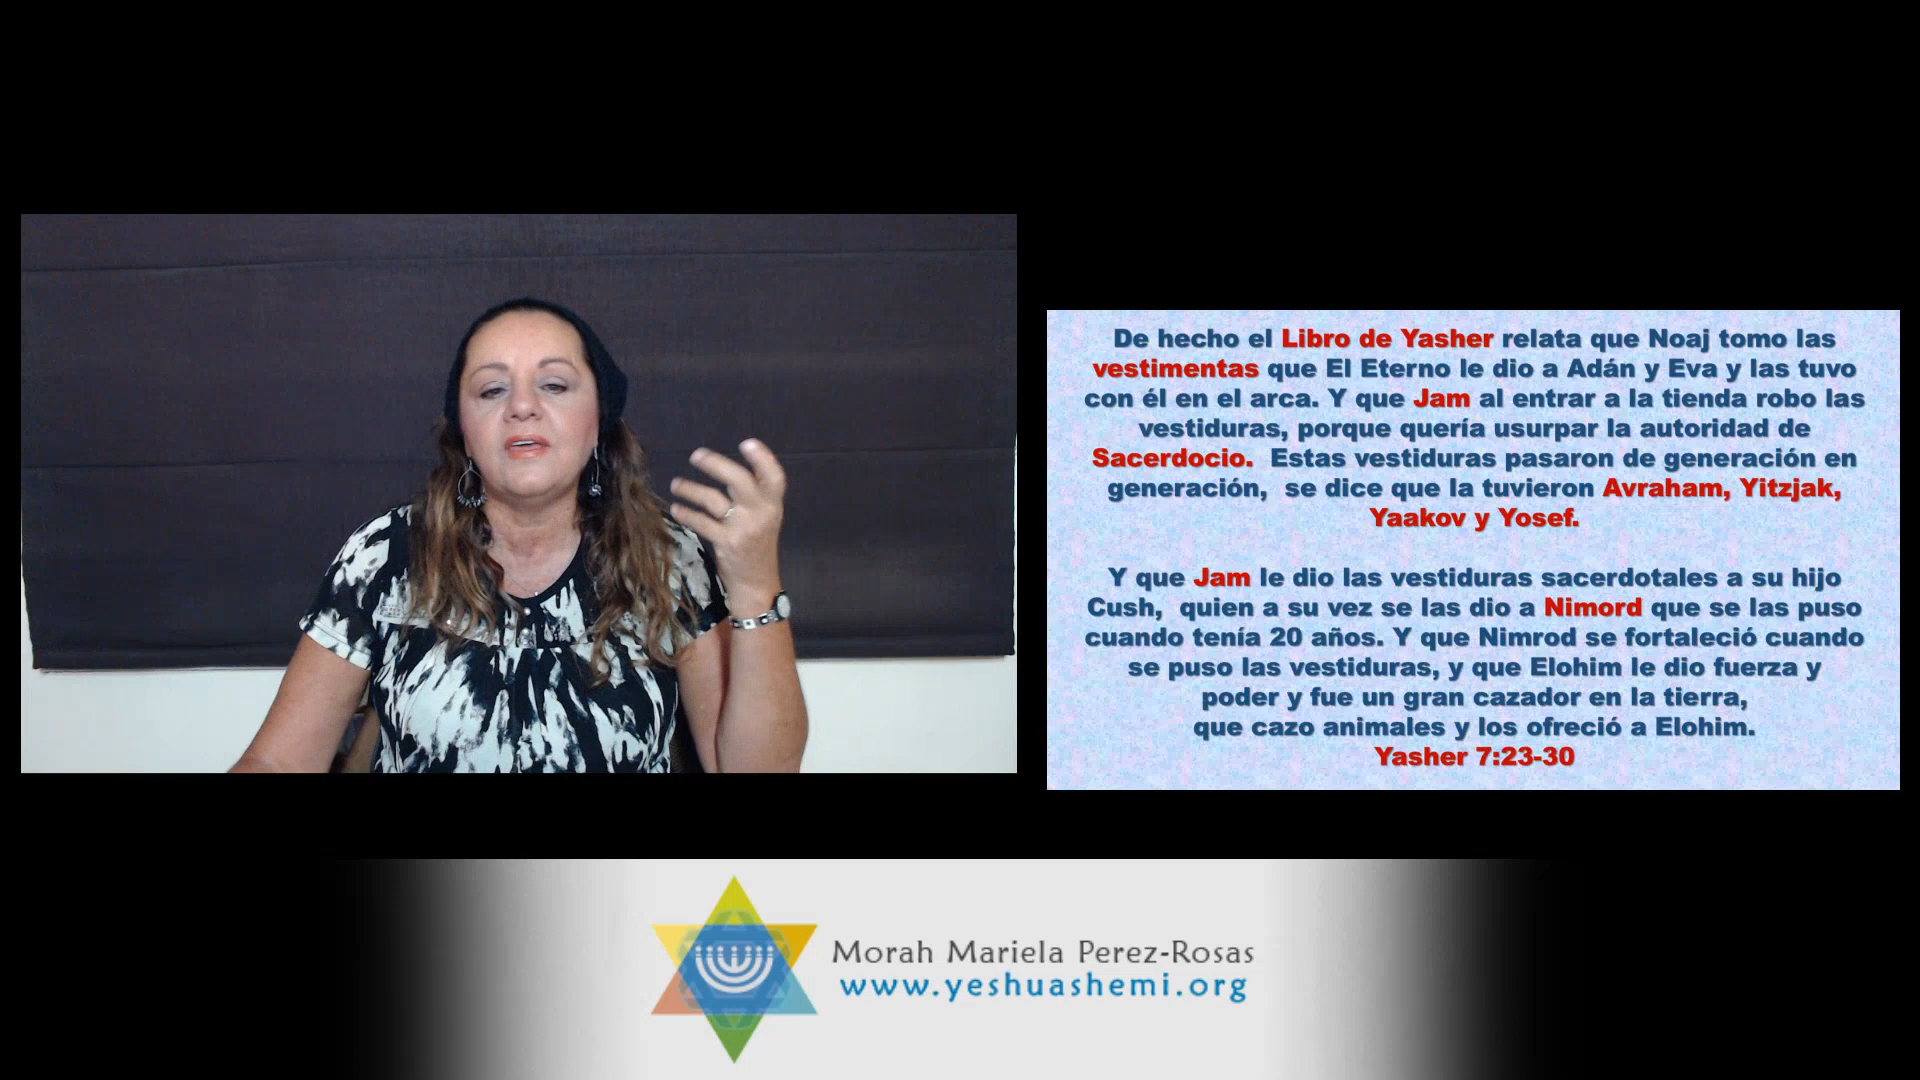 De hecho el Libro de Yasher relata que Noaj tomo las
vestimentas que El Eterno le dio a Adán y Eva y las tuvo
con él en el arca. Y que Jam al entrar a la tienda robo las
vestiduras, porque quería usurpar la autoridad de
Sacerdocio. Estas vestiduras pasaron de generación en
generación, se dice que la tuvieron Avraham, Yitzjak,
Yaakov y Yosef.
Y que Jam le dio las vestiduras sacerdotales a su hijo
Cush, quien a su vez se las dio a Nimord que se las puso
cuando tenía 20 años. Y que Nimrod se fortaleció cuando
se puso las vestiduras, y que Elohim le dio fuerza y
poder y fue un gran cazador en la tierra,
que cazo animales y los ofreció a Elohim.
Yasher 7:23-30
Morah Mariela Perez-Rosas
www.yeshuashemi.org